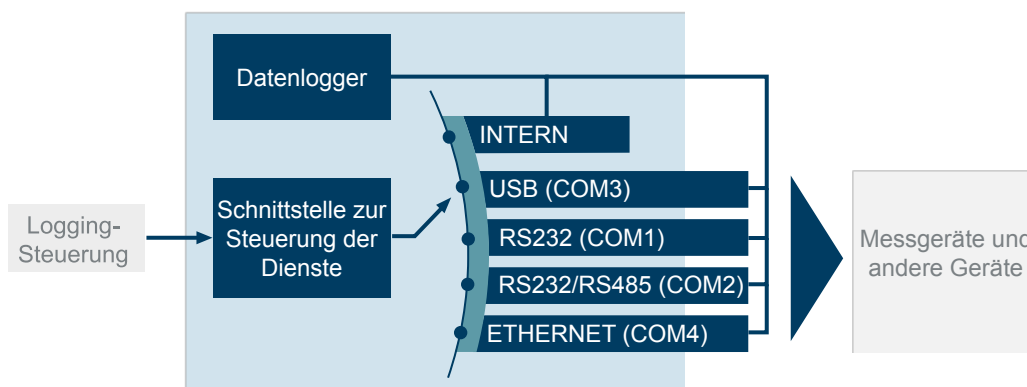 Datenlogger
INTERN
USB (COM3)
Schnittstelle zur
Steuerung der
Dienste
Logging-
Steuerung
RS232 (COM1)
RS232/RS485 (COM2)
ETHERNET (COM4)
Messgeräte und
andere Geräte